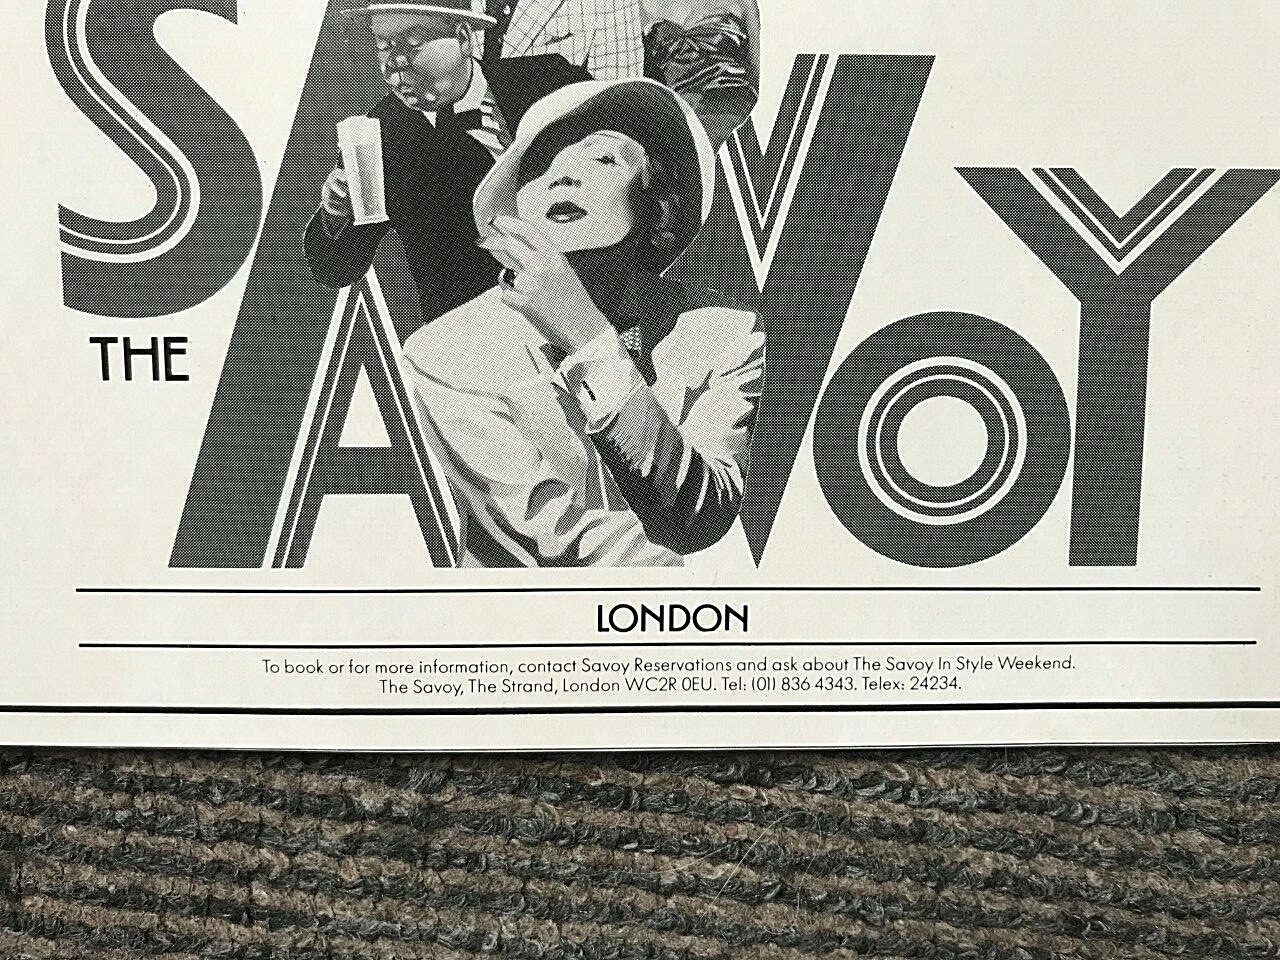 SAVOY
THE
LONDON
To book or for more information, contact Savoy Reservations and ask about The Savoy In Style Weekend.
The Savoy, The Strand, London WC2R 0EU. Tel: (01) 836 4343. Telex: 24234.